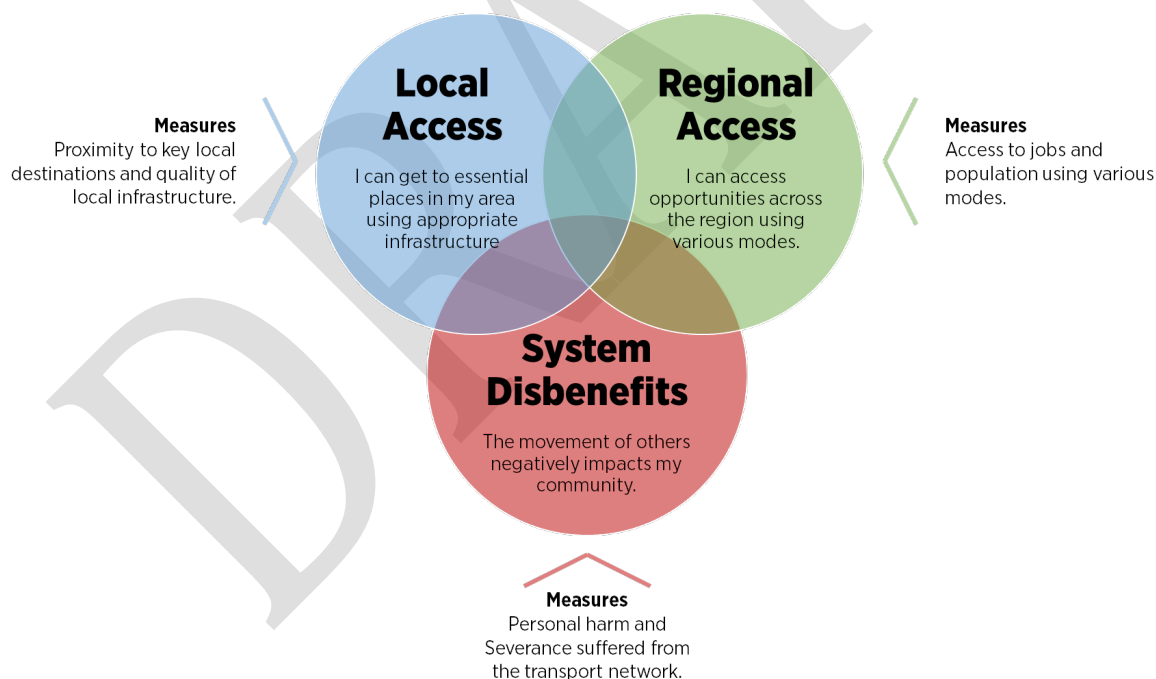 Local
Access
I can get to essential
places in my area
using appropriate
infrastructure
Regional
Access
I can access
opportunities across
the region using
various modes.
Measures
Proximity to key local
destinations and quality of
local infrastructure.
Measures
Access to jobs and
population using various
modes.
System
Disbenefits
The movement of others
negatively impacts my
community.
Measures
Personal harm and
Severance suffered from
the transport network.